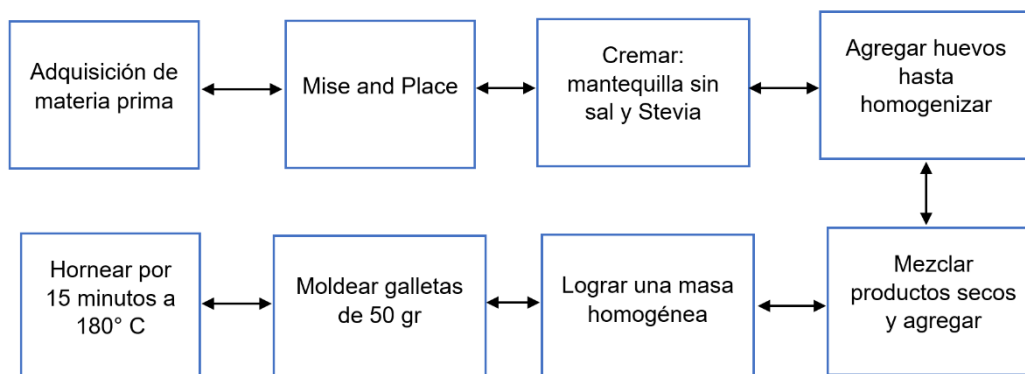 Adquisición de
materia prima
Mise and Place
Cremar:
mantequilla sin
sal y Stevia
Agregar huevos
hasta
homogenizar
Mezclar
productos secos
y agregar
Lograr una masa
homogénea
Moldear galletas
de 50 gr
Hornear por
15 minutos a
180° C